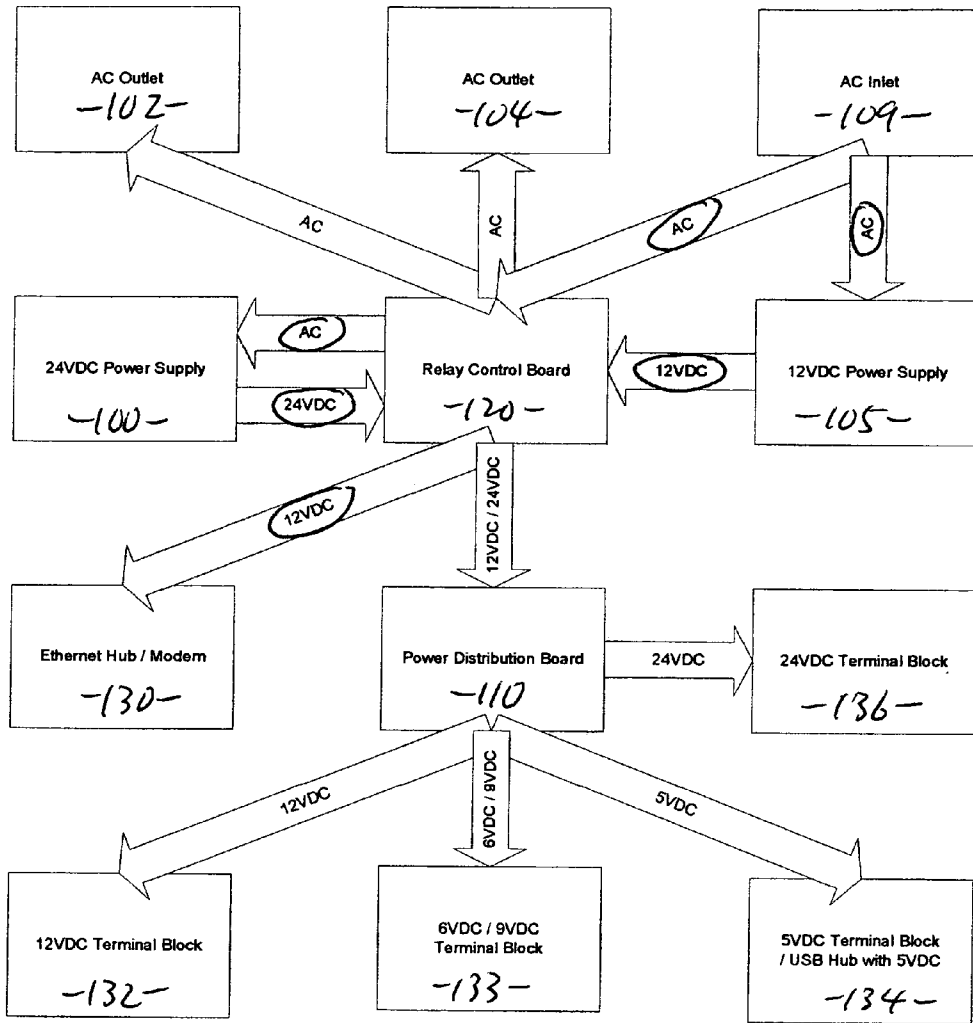 AC Outlet
-102-
AC Outlet
-104-
AC Inlet
-109-
AC
AC
AC
AC
24VDC Power Supply
-100-
AC
24VDC
Relay Control Board
-120-
12VDC
12VDC Power Supply
-105-
12VDC
12VDC / 24VDC
Ethernet Hub / Modem
-130-
Power Distribution Board
-110
24VDC
24VDC Terminal Block
-136-
12VDC
6VDC / 9VDC
5VDC
12VDC Terminal Block
-132-
6VDC / 9VDC
Terminal Block
-133-
5VDC Terminal Block
/ USB Hub with 5VDC
-134-